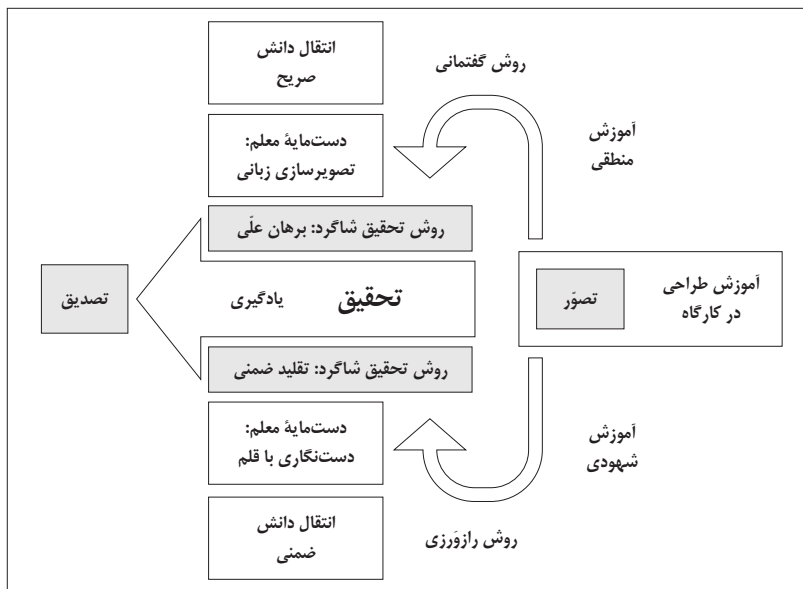 انتقال دانش
صریح
روش گفتمانی
آموزش
منطقی
دست‌مایۀ معلم:
تصویرسازی زبانی
روش تحقیق شاگرد: برهان علّی
آموزش طراحی
در کارگاه
تصوّر
تحقیق
یادگیری
تصدیق
روش تحقیق شاگرد: تقلید ضمنی
دست‌مایۀ معلم:
دست‌نگاری با قلم
آموزش
شهودی
انتقال دانش
ضمنی
روش رازوَرزی